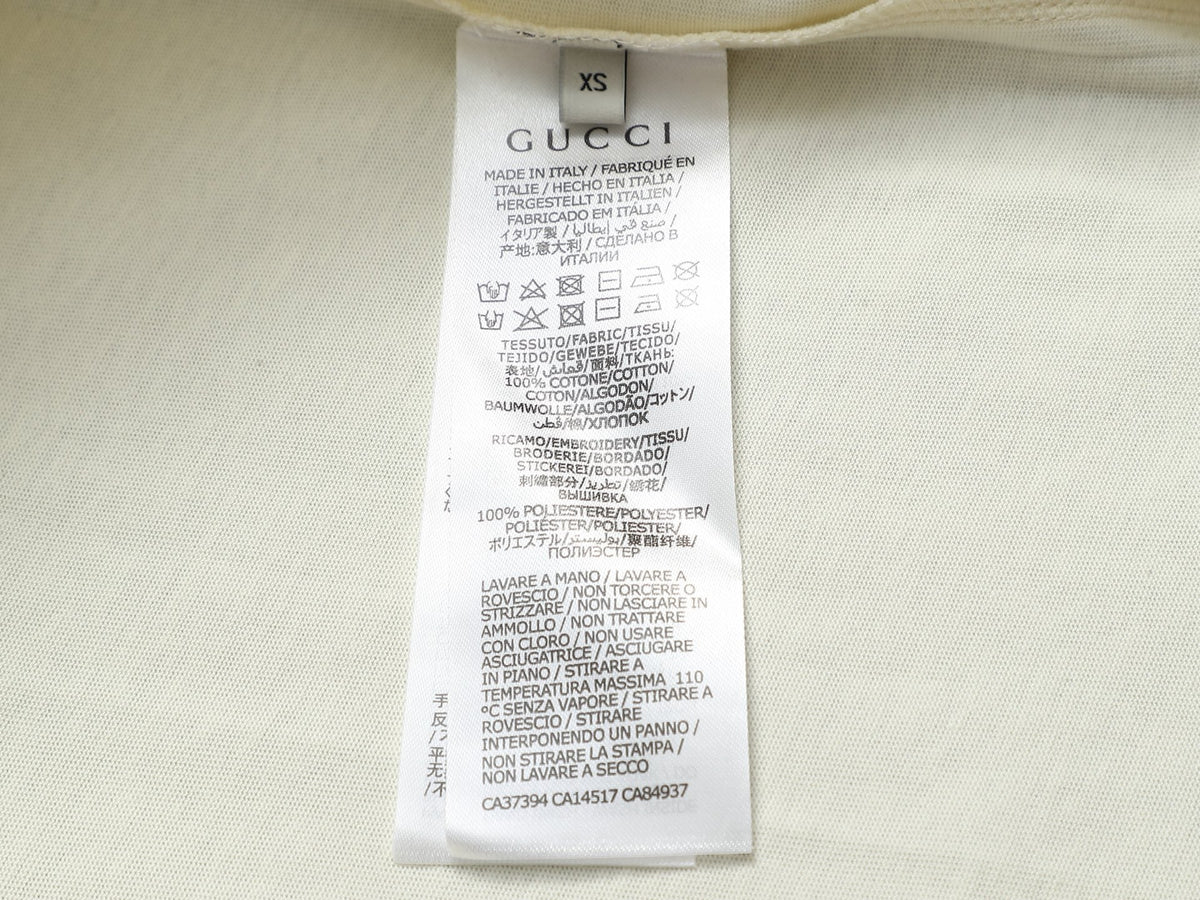 XS
GUCCI
MADE IN ITALY / FABRIQUÉ EN
ITALIE / HECHO EN ITALIA /
HERGESTELLT IN ITALIEN /
FABRICADO EM ITÁLIA /
イタリア製 / صنع في إيطاليا /
产地:意大利 / СДЕЛАНО В
ИТАЛИИ
TESSUTO/FABRIC/TISSU/
TEJIDO/GEWEBE/TECIDO/
表地/قماش/面料/ТКАНЬ:
100% COTONE/COTTON/
COTON/ALGODON/
BAUMWOLLE/ALGODÃO/コットン/
قطن/棉/ХЛОПОК
RICAMO/EMBROIDERY/TISSU/
BRODERIE/BORDADO/
STICKEREI/BORDADO/
刺繍部分/تطريز/绣花/
ВЫШИВКА
100% POLIESTERE/POLYESTER/
POLIÉSTER/POLIESTER/
ポリエステル/بوليستر/聚酯纤维/
ПОЛИЭСТЕР
LAVARE A MANO / LAVARE A
ROVESCIO / NON TORCERE O
STRIZZARE / NON LASCIARE IN
AMMOLLO / NON TRATTARE
CON CLORO / NON USARE
ASCIUGATRICE / ASCIUGARE
IN PIANO / STIRARE A
TEMPERATURA MASSIMA 110
°C SENZA VAPORE / STIRARE A
ROVESCIO / STIRARE
INTERPONENDO UN PANNO /
NON STIRARE LA STAMPA /
NON LAVARE A SECCO
CA37394 CA14517 CA84937
手
反
/平
无
/不